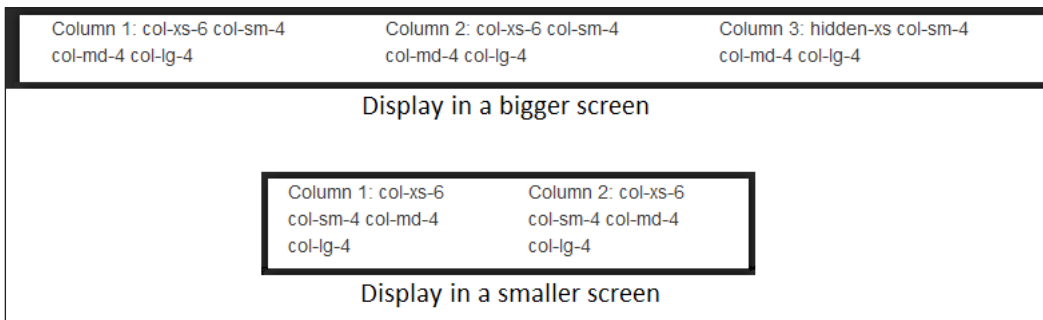 Column 1: col-xs-6 col-sm-4
col-md-4 col-lg-4
Column 2: col-xs-6 col-sm-4
col-md-4 col-lg-4
Column 3: hidden-xs col-sm-4
col-md-4 col-lg-4
Display in a bigger screen
Column 1: col-xs-6
col-sm-4 col-md-4
col-lg-4
Column 2: col-xs-6
col-sm-4 col-md-4
col-lg-4
Display in a smaller screen